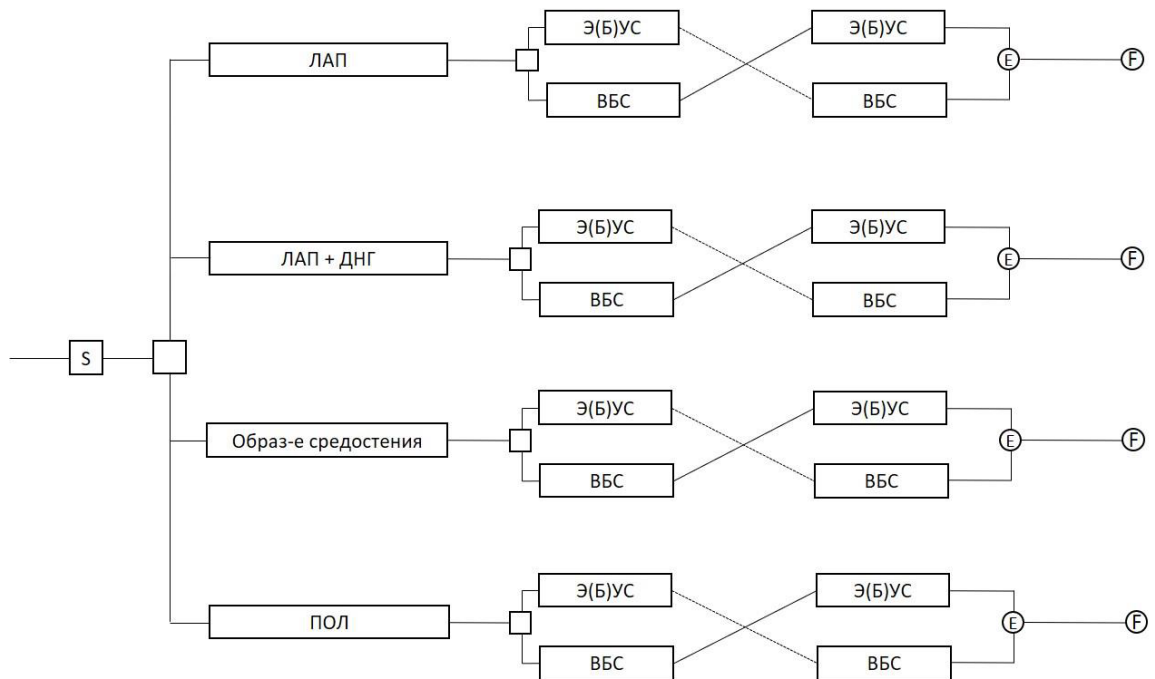 Э(Б)УС Э(Б)УС
ЛАП E F
ВБС ВБС
Э(Б)УС Э(Б)УС
ЛАП + ДНГ E F
ВБС ВБС
S
Э(Б)УС Э(Б)УС
Образ-е средостения E F
ВБС ВБС
Э(Б)УС Э(Б)УС
ПОЛ E F
ВБС ВБС